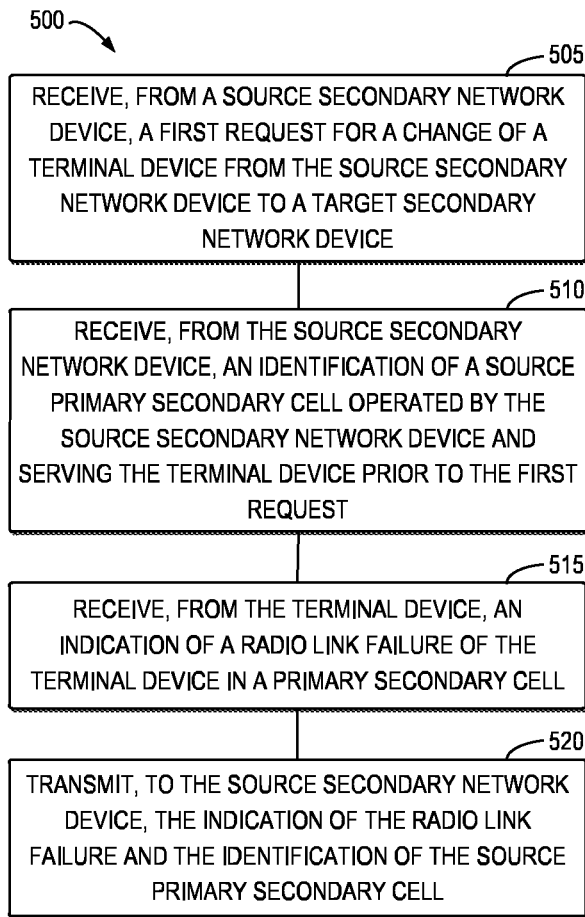 500
505
RECEIVE, FROM A SOURCE SECONDARY NETWORK
DEVICE, A FIRST REQUEST FOR A CHANGE OF A
TERMINAL DEVICE FROM THE SOURCE SECONDARY
NETWORK DEVICE TO A TARGET SECONDARY
NETWORK DEVICE
510
RECEIVE, FROM THE SOURCE SECONDARY
NETWORK DEVICE, AN IDENTIFICATION OF A SOURCE
PRIMARY SECONDARY CELL OPERATED BY THE
SOURCE SECONDARY NETWORK DEVICE AND
SERVING THE TERMINAL DEVICE PRIOR TO THE FIRST
REQUEST
515
RECEIVE, FROM THE TERMINAL DEVICE, AN
INDICATION OF A RADIO LINK FAILURE OF THE
TERMINAL DEVICE IN A PRIMARY SECONDARY CELL
520
TRANSMIT, TO THE SOURCE SECONDARY NETWORK
DEVICE, THE INDICATION OF THE RADIO LINK
FAILURE AND THE IDENTIFICATION OF THE SOURCE
PRIMARY SECONDARY CELL